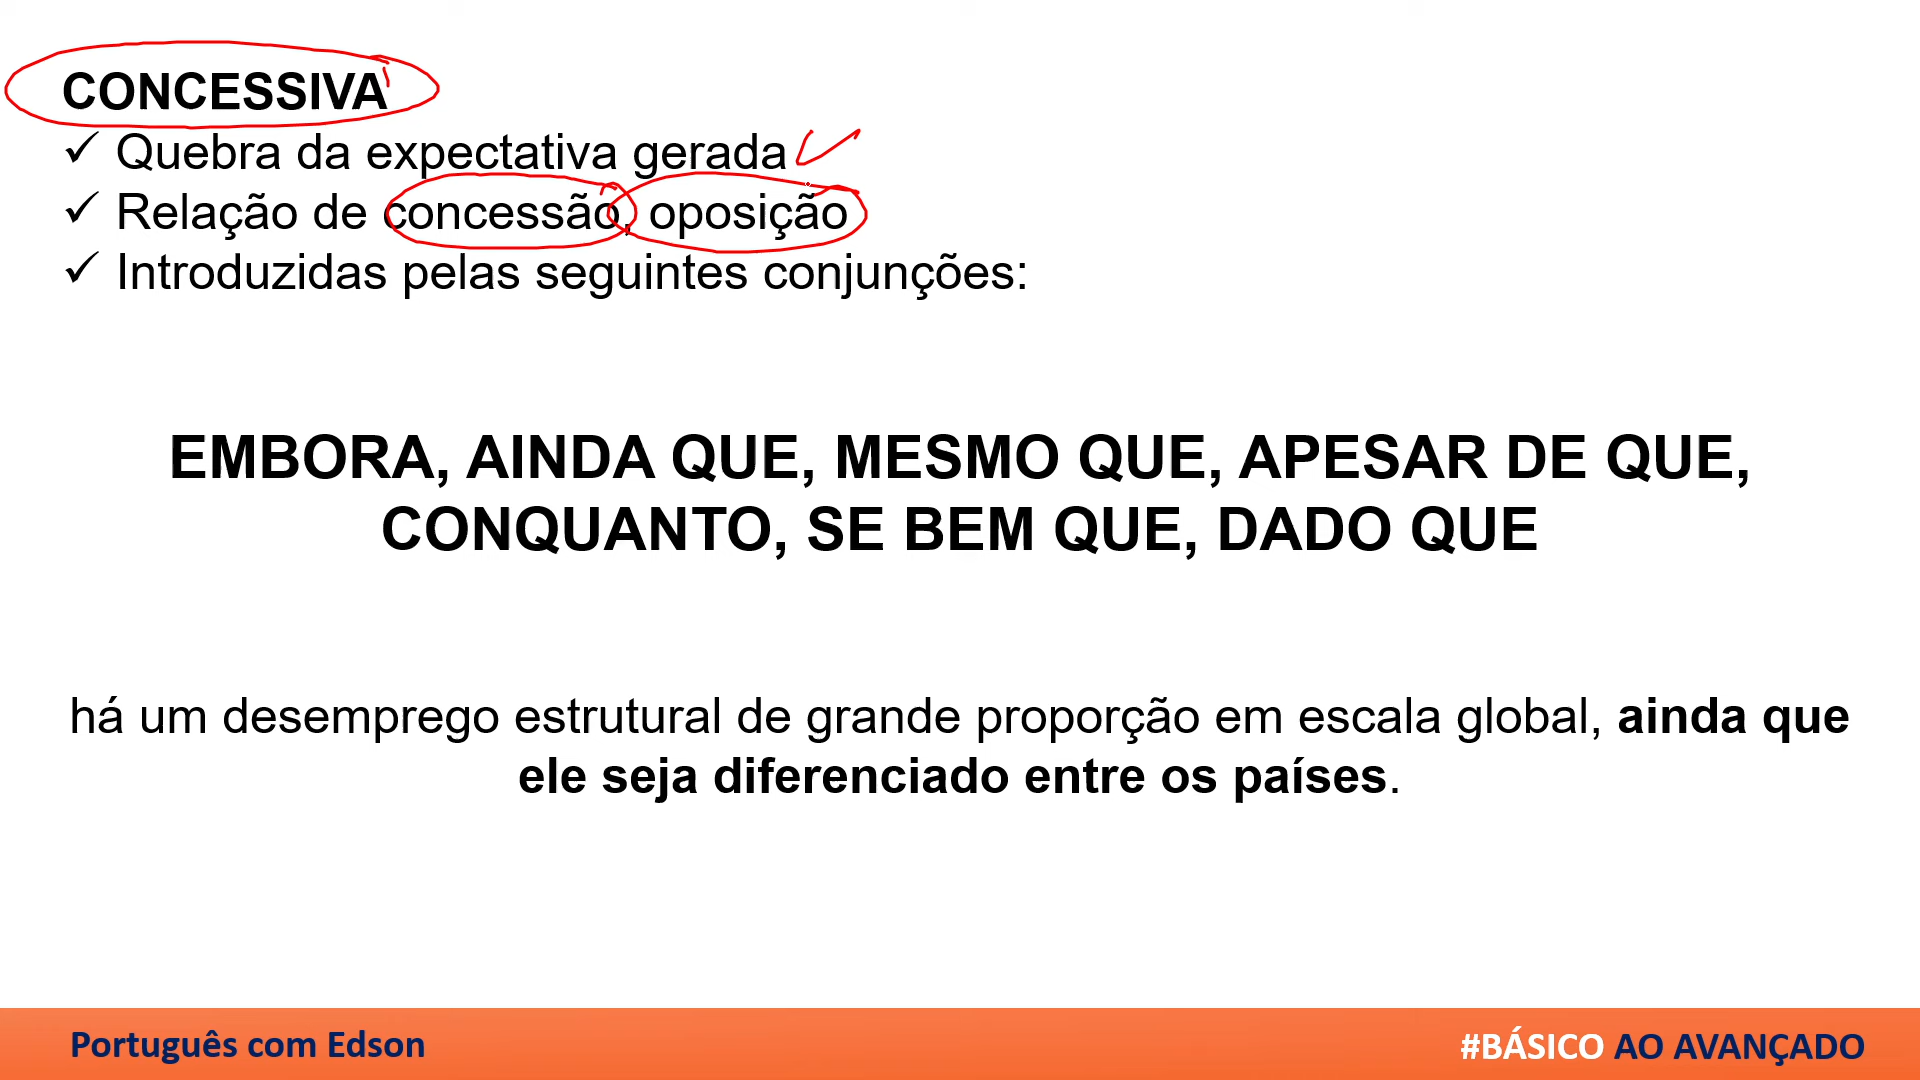 CONCESSIVA
✓ Quebra da expectativa gerada
✓ Relação de concessão, oposição
✓ Introduzidas pelas seguintes conjunções:
EMBORA, AINDA QUE, MESMO QUE, APESAR DE QUE,
CONQUANTO, SE BEM QUE, DADO QUE
há um desemprego estrutural de grande proporção em escala global, ainda que
ele seja diferenciado entre os países.
Português com Edson
#BÁSICO AO AVANÇADO